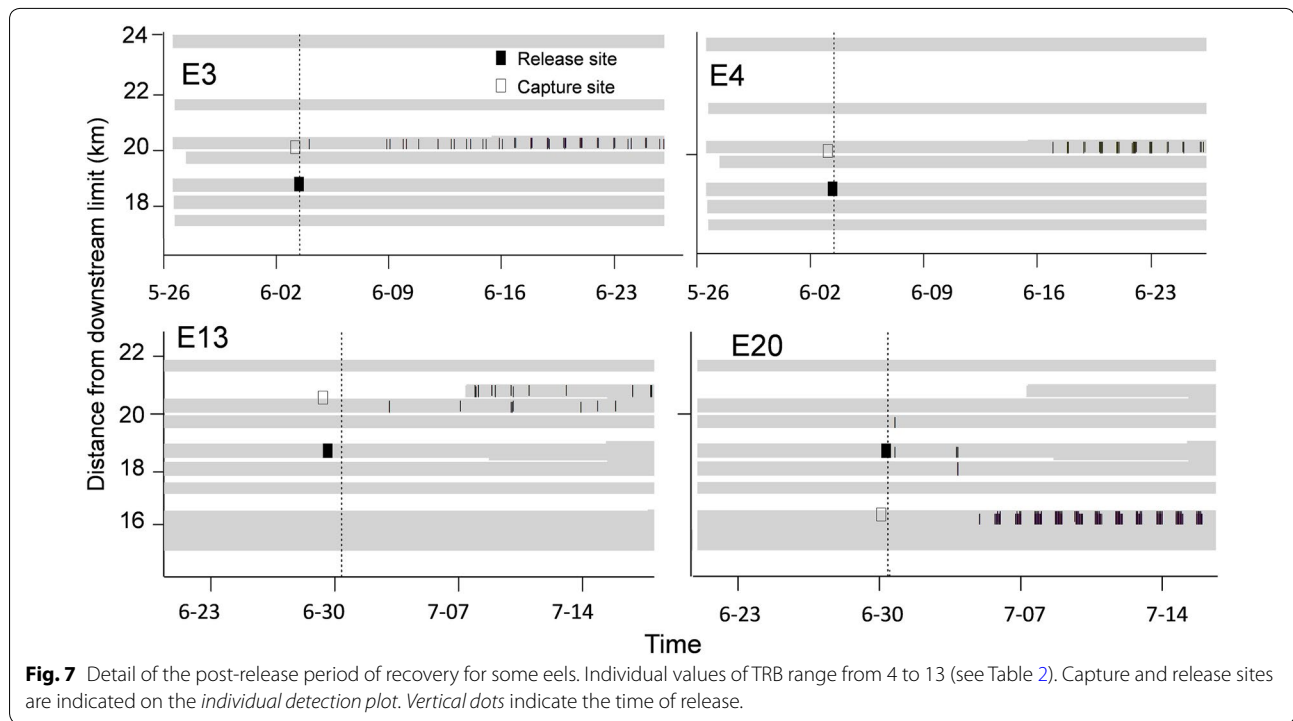 24
22
20
18
E3
Release site
Capture site
E4
5-26 6-02 6-09 6-16 6-23
5-26 6-02 6-09 6-16 6-23
Distance from downstream limit (km)
22
20
18
16
E13
E20
6-23 6-30 7-07 7-14
6-23 6-30 7-07 7-14
Time
Fig. 7 Detail of the post-release period of recovery for some eels. Individual values of TRB range from 4 to 13 (see Table 2). Capture and release sites
are indicated on the individual detection plot. Vertical dots indicate the time of release.